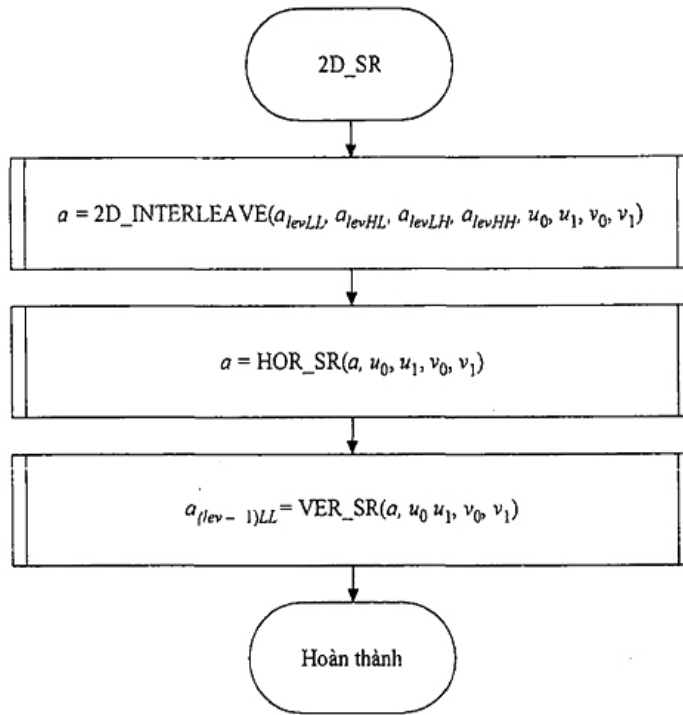 2D_SR
a = 2D_INTERLEAVE(a_levLL, a_levHL, a_levLH, a_levHH, u_0, u_1, v_0, v_1)
a = HOR_SR(a, u_0, u_1, v_0, v_1)
a_(lev – 1)LL = VER_SR(a, u_0 u_1, v_0, v_1)
Hoàn thành